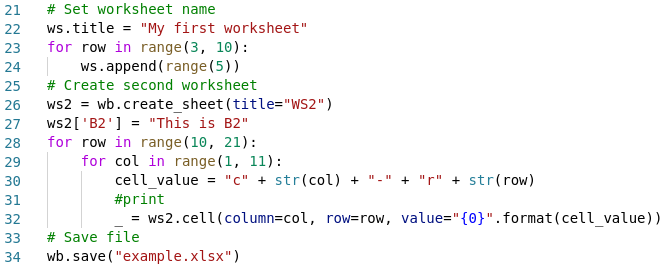 21 # Set worksheet name
22 ws.title = "My first worksheet"
23 for row in range(3, 10):
24     ws.append(range(5))
25 # Create second worksheet
26 ws2 = wb.create_sheet(title="WS2")
27 ws2['B2'] = "This is B2"
28 for row in range(10, 21):
29     for col in range(1, 11):
30         cell_value = "c" + str(col) + "-" + "r" + str(row)
31         #print
32         _ = ws2.cell(column=col, row=row, value="{0}".format(cell_value))
33 # Save file
34 wb.save("example.xlsx")